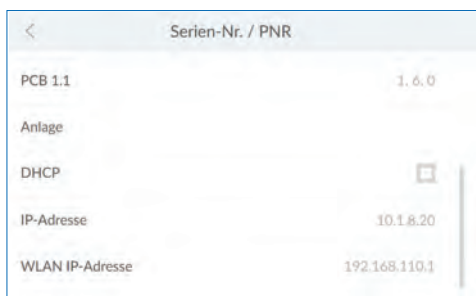 Serien-Nr. / PNR
PCB 1.1 1.6.0
Anlage
DHCP
IP-Adresse 10.1.8.20
WLAN IP-Adresse 192.168.110.1